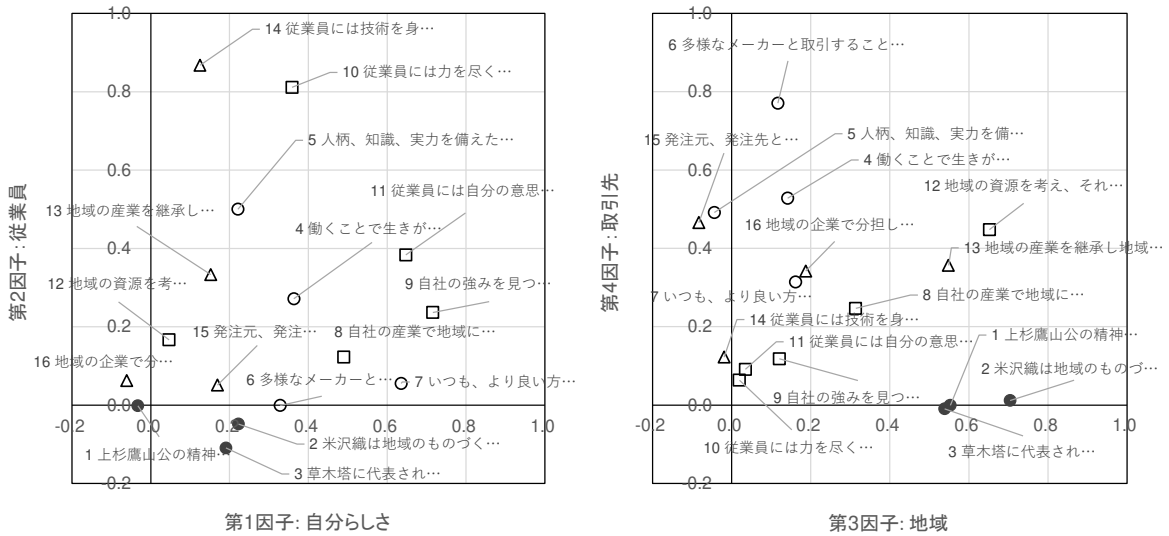 1.0
14 従業員には技術を身…
10 従業員には力を尽く…
0.8
5 人柄、知識、実力を備えた…
0.6
11 従業員には自分の意思…
13 地域の産業を継承し…
4 働くことで生きが…
0.4
12 地域の資源を考…
9 自社の強みを見つ…
0.2
15 発注元、発注…
8 自社の産業で地域に…
16 地域の企業で分…
6 多様なメーカーと…
7 いつも、より良い方…
0.0
-0.2
0.0
0.2
0.4
0.6
0.8
1.0
2 米沢織は地域のものづく…
1 上杉鷹山公の精神…
3 草木塔に代表され…
-0.2
第2因子: 従業員
第1因子: 自分らしさ
1.0
6 多様なメーカーと取引すること…
0.8
15 発注元、発注先と…
5 人柄、知識、実力を備…
4 働くことで生きが…
0.6
12 地域の資源を考え、それ…
16 地域の企業で分担し…
0.4
13 地域の産業を継承し地域…
7 いつも、より良い方…
8 自社の産業で地域に…
0.2
14 従業員には技術を身…
11 従業員には自分の意思…
1 上杉鷹山公の精神…
2 米沢織は地域のものづ…
9 自社の強みを見つ…
0.0
-0.2
0.0
0.2
0.4
0.6
0.8
1.0
10 従業員には力を尽く…
3 草木塔に代表され…
-0.2
第4因子: 取引先
第3因子: 地域